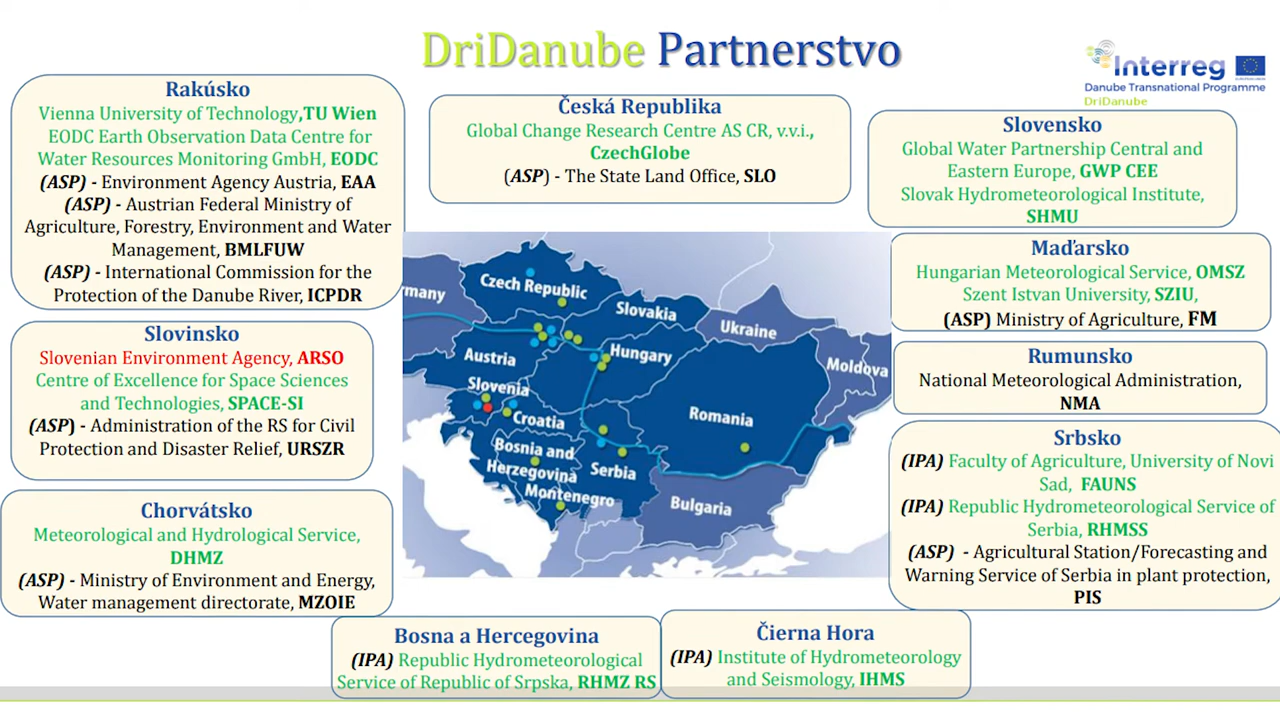 DriDanube Partnerstvo
Interreg
Danube Transnational Programme
DriDanube
Rakúsko
Vienna University of Technology,TU Wien
EODC Earth Observation Data Centre for
Water Resources Monitoring GmbH, EODC
(ASP) - Environment Agency Austria, EAA
(ASP) - Austrian Federal Ministry of
Agriculture, Forestry, Environment and Water
Management, BMLFUW
(ASP) - International Commission for the
Protection of the Danube River, ICPDR
Česká Republika
Global Change Research Centre AS CR, v.v.i.,
CzechGlobe
(ASP) - The State Land Office, SLO
Slovensko
Global Water Partnership Central and
Eastern Europe, GWP CEE
Slovak Hydrometeorological Institute,
SHMU
Maďarsko
Hungarian Meteorological Service, OMSZ
Szent Istvan University, SZIU,
(ASP) Ministry of Agriculture, FM
Slovinsko
Slovenian Environment Agency, ARSO
Centre of Excellence for Space Sciences
and Technologies, SPACE-SI
(ASP) - Administration of the RS for Civil
Protection and Disaster Relief, URSZR
Rumunsko
National Meteorological Administration,
NMA
Srbsko
(IPA) Faculty of Agriculture, University of Novi
Sad, FAUNS
(IPA) Republic Hydrometeorological Service of
Serbia, RHMSS
(ASP) - Agricultural Station/Forecasting and
Warning Service of Serbia in plant protection,
PIS
Chorvátsko
Meteorological and Hydrological Service,
DHMZ
(ASP) - Ministry of Environment and Energy,
Water management directorate, MZOIE
Bosna a Hercegovina
(IPA) Republic Hydrometeorological
Service of Republic of Srpska, RHMZ RS
Čierna Hora
(IPA) Institute of Hydrometeorology
and Seismology, IHMS
many
Czech Republic
Slovakia
Ukraine
Moldova
Austria
Hungary
Slovenia
Croatia
Romania
Bosnia and
Herzegovina
Serbia
Montenegro
Bulgaria